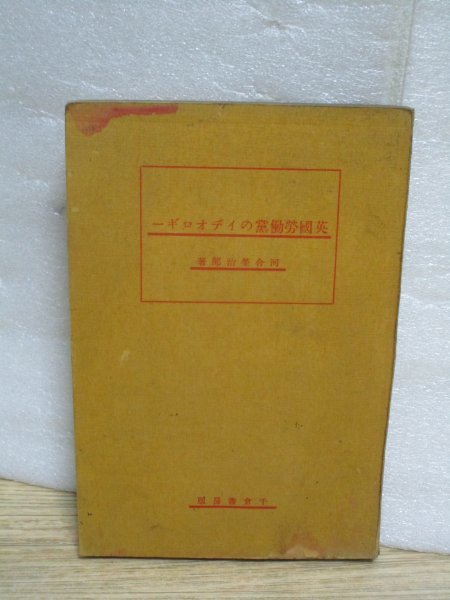 英國勞働黨のイデオロギー
河合榮治郎著
千倉書房版